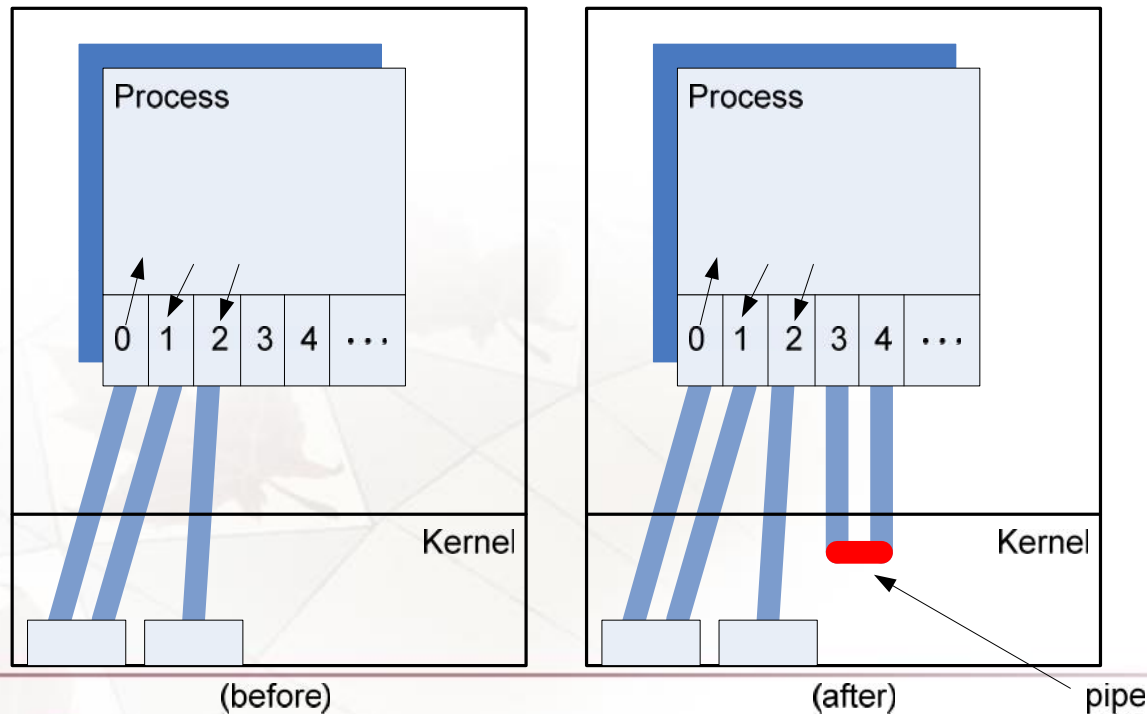 Process
0 1 2 3 4 ...
Kernel
(before)
Process
0 1 2 3 4 ...
Kernel
(after)
pipe